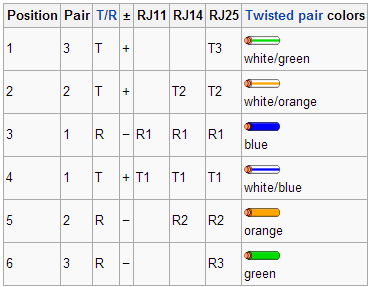 Position Pair T/R ± RJ11 RJ14 RJ25 Twisted pair colors
1 3 T + T3 white/green
2 2 T + T2 T2 white/orange
3 1 R − R1 R1 R1 blue
4 1 T + T1 T1 T1 white/blue
5 2 R − R2 R2 orange
6 3 R − R3 green